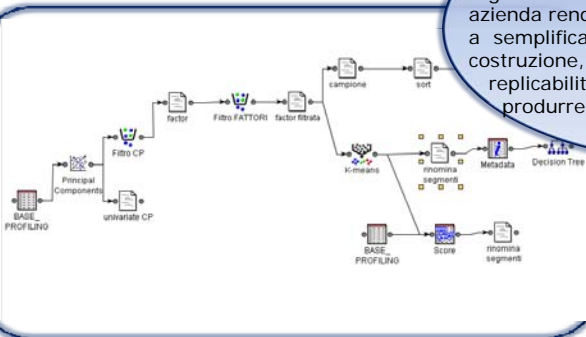 azienda
a semplifica
costruzione,
replicabilit
produrre
campione
sort
factor
Filtro FATTORI
factor filtrata
Filtro CP
Principal
Components
K-means
rinomina
segmenti
Metadata
Decision Tree
BASE_
PROFILING
univariate CP
BASE_
PROFILING
Score
rinomina
segmenti